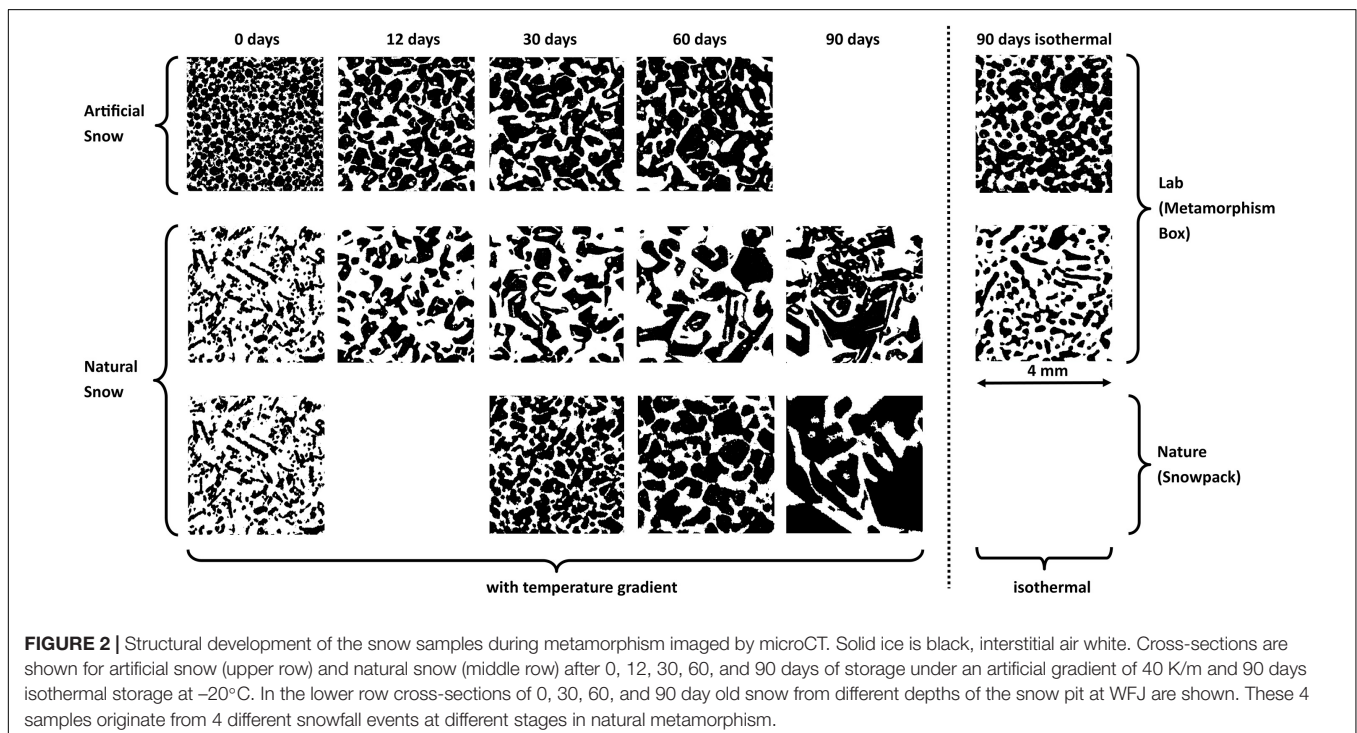 0 days 12 days 30 days 60 days 90 days 90 days isothermal
Artificial
Snow
Lab
(Metamorphism
Box)
Natural
Snow
4 mm
Nature
(Snowpack)
with temperature gradient isothermal
FIGURE 2 | Structural development of the snow samples during metamorphism imaged by microCT. Solid ice is black, interstitial air white. Cross-sections are
shown for artificial snow (upper row) and natural snow (middle row) after 0, 12, 30, 60, and 90 days of storage under an artificial gradient of 40 K/m and 90 days
isothermal storage at –20°C. In the lower row cross-sections of 0, 30, 60, and 90 day old snow from different depths of the snow pit at WFJ are shown. These 4
samples originate from 4 different snowfall events at different stages in natural metamorphism.